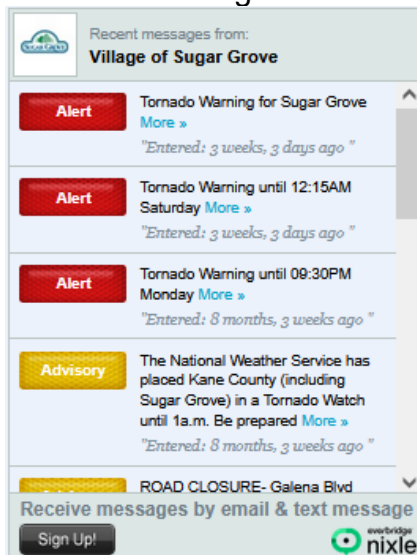 Recent messages from:
Village of Sugar Grove
Alert
Tornado Warning for Sugar Grove
More »
"Entered: 3 weeks, 3 days ago "
Alert
Tornado Warning until 12:15AM
Saturday More »
"Entered: 3 weeks, 3 days ago "
Alert
Tornado Warning until 09:30PM
Monday More »
"Entered: 8 months, 3 weeks ago "
Advisory
The National Weather Service has
placed Kane County (including
Sugar Grove) in a Tornado Watch
until 1a.m. Be prepared More »
"Entered: 8 months, 3 weeks ago "
ROAD CLOSURE- Galena Blvd
Receive messages by email & text message
Sign Up!
everbridge
nixle